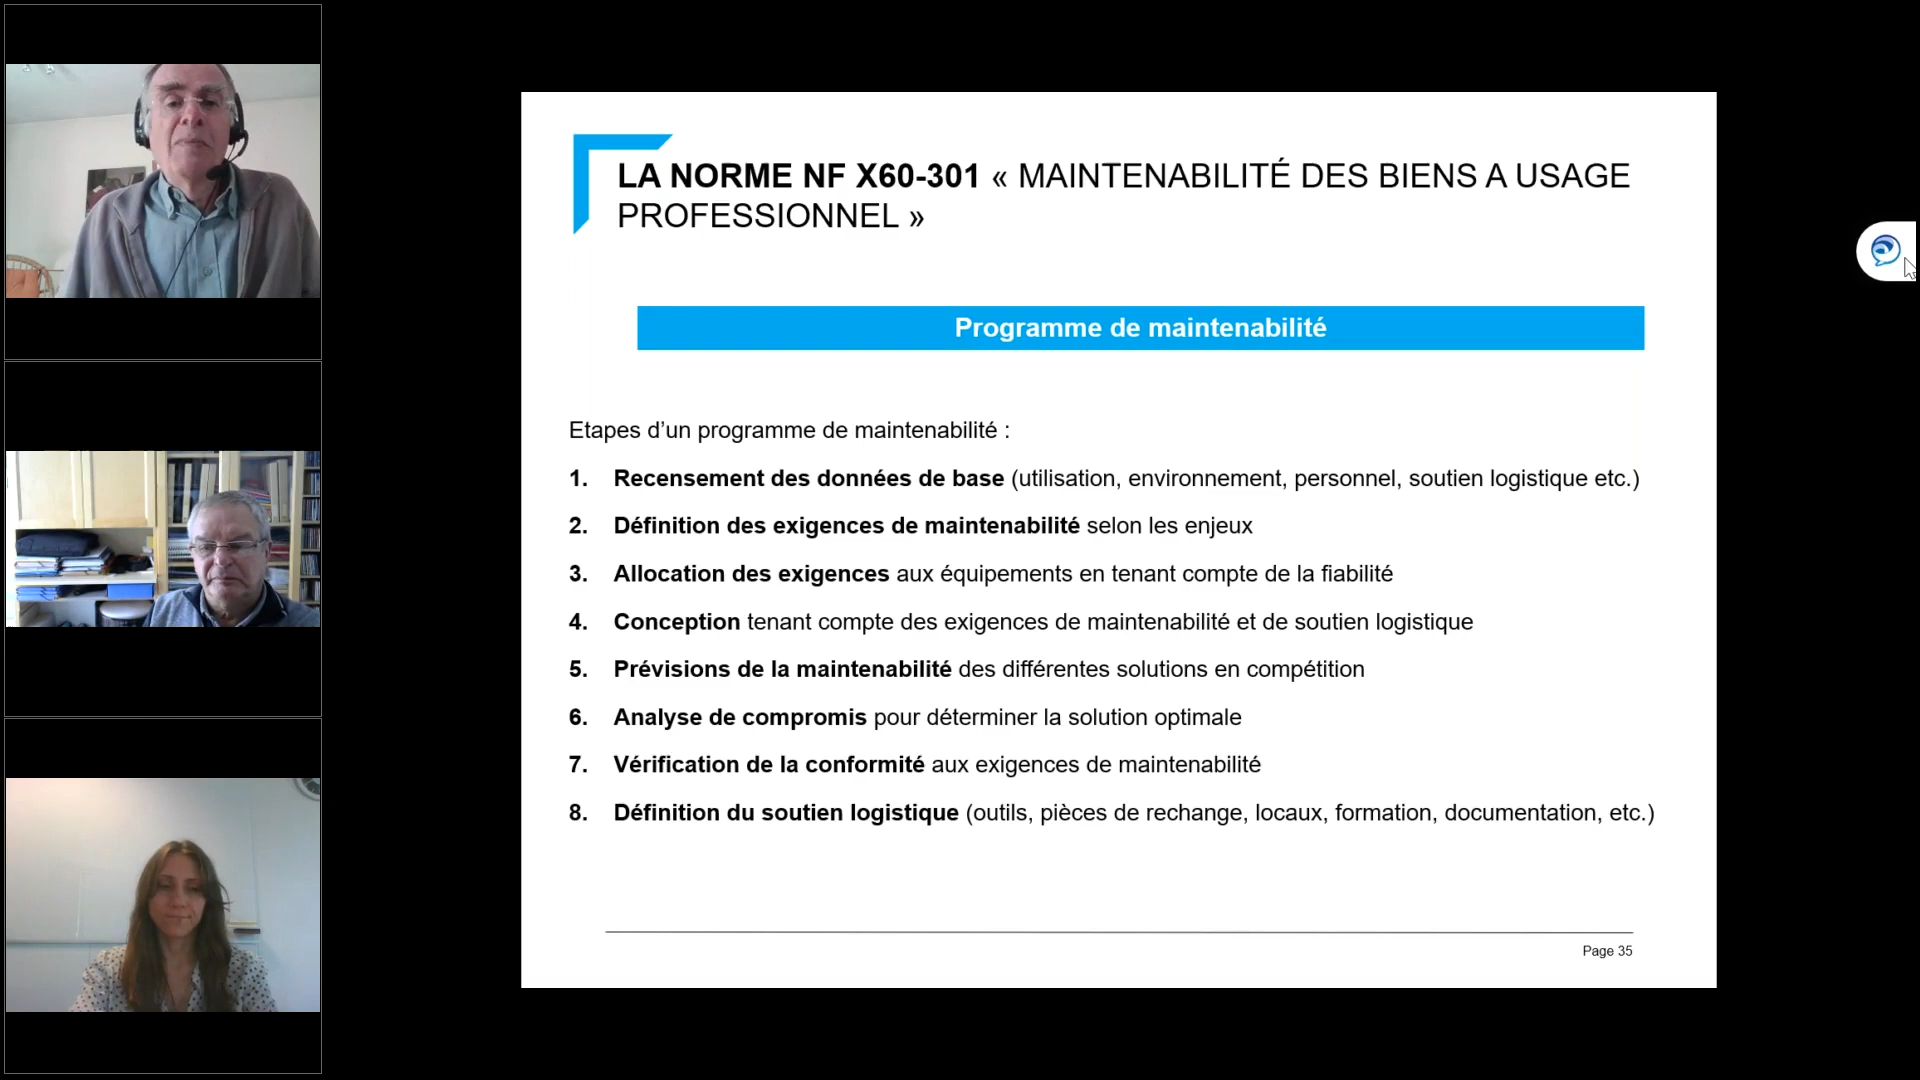 LA NORME NF X60-301 « MAINTENABILITÉ DES BIENS A USAGE
PROFESSIONNEL »
Programme de maintenabilité
Etapes d’un programme de maintenabilité :
1. Recensement des données de base (utilisation, environnement, personnel, soutien logistique etc.)
2. Définition des exigences de maintenabilité selon les enjeux
3. Allocation des exigences aux équipements en tenant compte de la fiabilité
4. Conception tenant compte des exigences de maintenabilité et de soutien logistique
5. Prévisions de la maintenabilité des différentes solutions en compétition
6. Analyse de compromis pour déterminer la solution optimale
7. Vérification de la conformité aux exigences de maintenabilité
8. Définition du soutien logistique (outils, pièces de rechange, locaux, formation, documentation, etc.)
Page 35